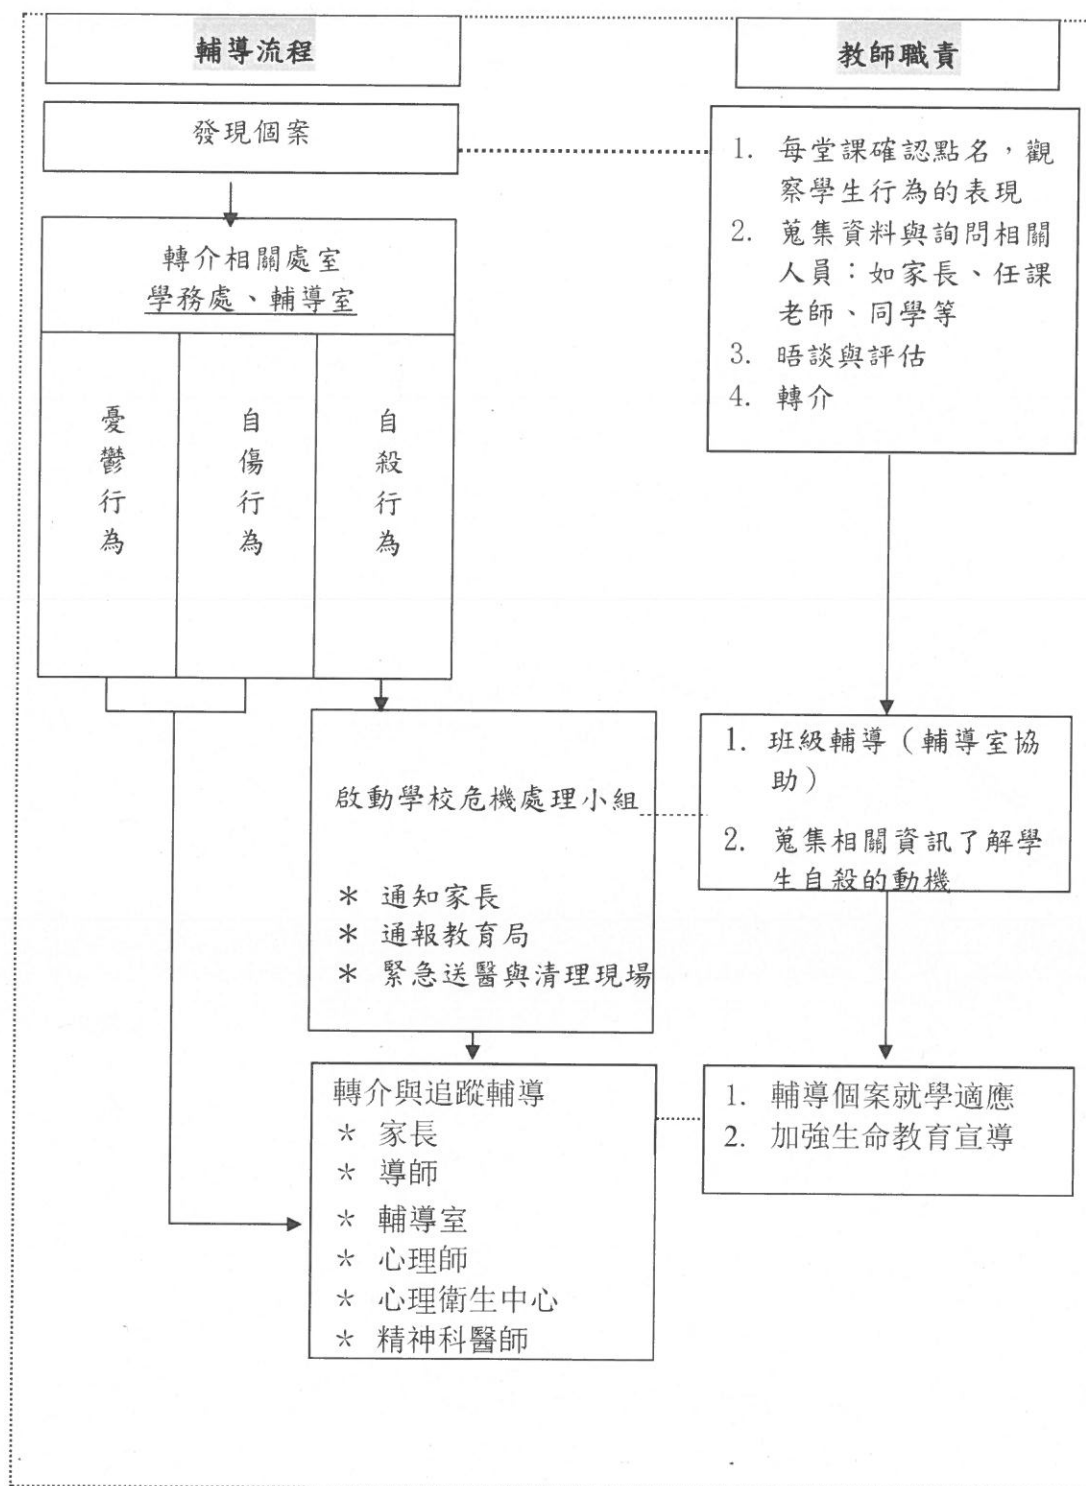 輔導流程
教師職責
發現個案
1. 每堂課確認點名，觀
察學生行為的表現
2. 蒐集資料與詢問相關
人員：如家長、任課
老師、同學等
3. 晤談與評估
4. 轉介
轉介相關處室
學務處、輔導室
憂鬱行為
自傷行為
自殺行為
啟動學校危機處理小組
＊ 通知家長
＊ 通報教育局
＊ 緊急送醫與清理現場
1. 班級輔導（輔導室協
助）
2. 蒐集相關資訊了解學
生自殺的動機
轉介與追蹤輔導
＊ 家長
＊ 導師
＊ 輔導室
＊ 心理師
＊ 心理衛生中心
＊ 精神科醫師
1. 輔導個案就學適應
2. 加強生命教育宣導